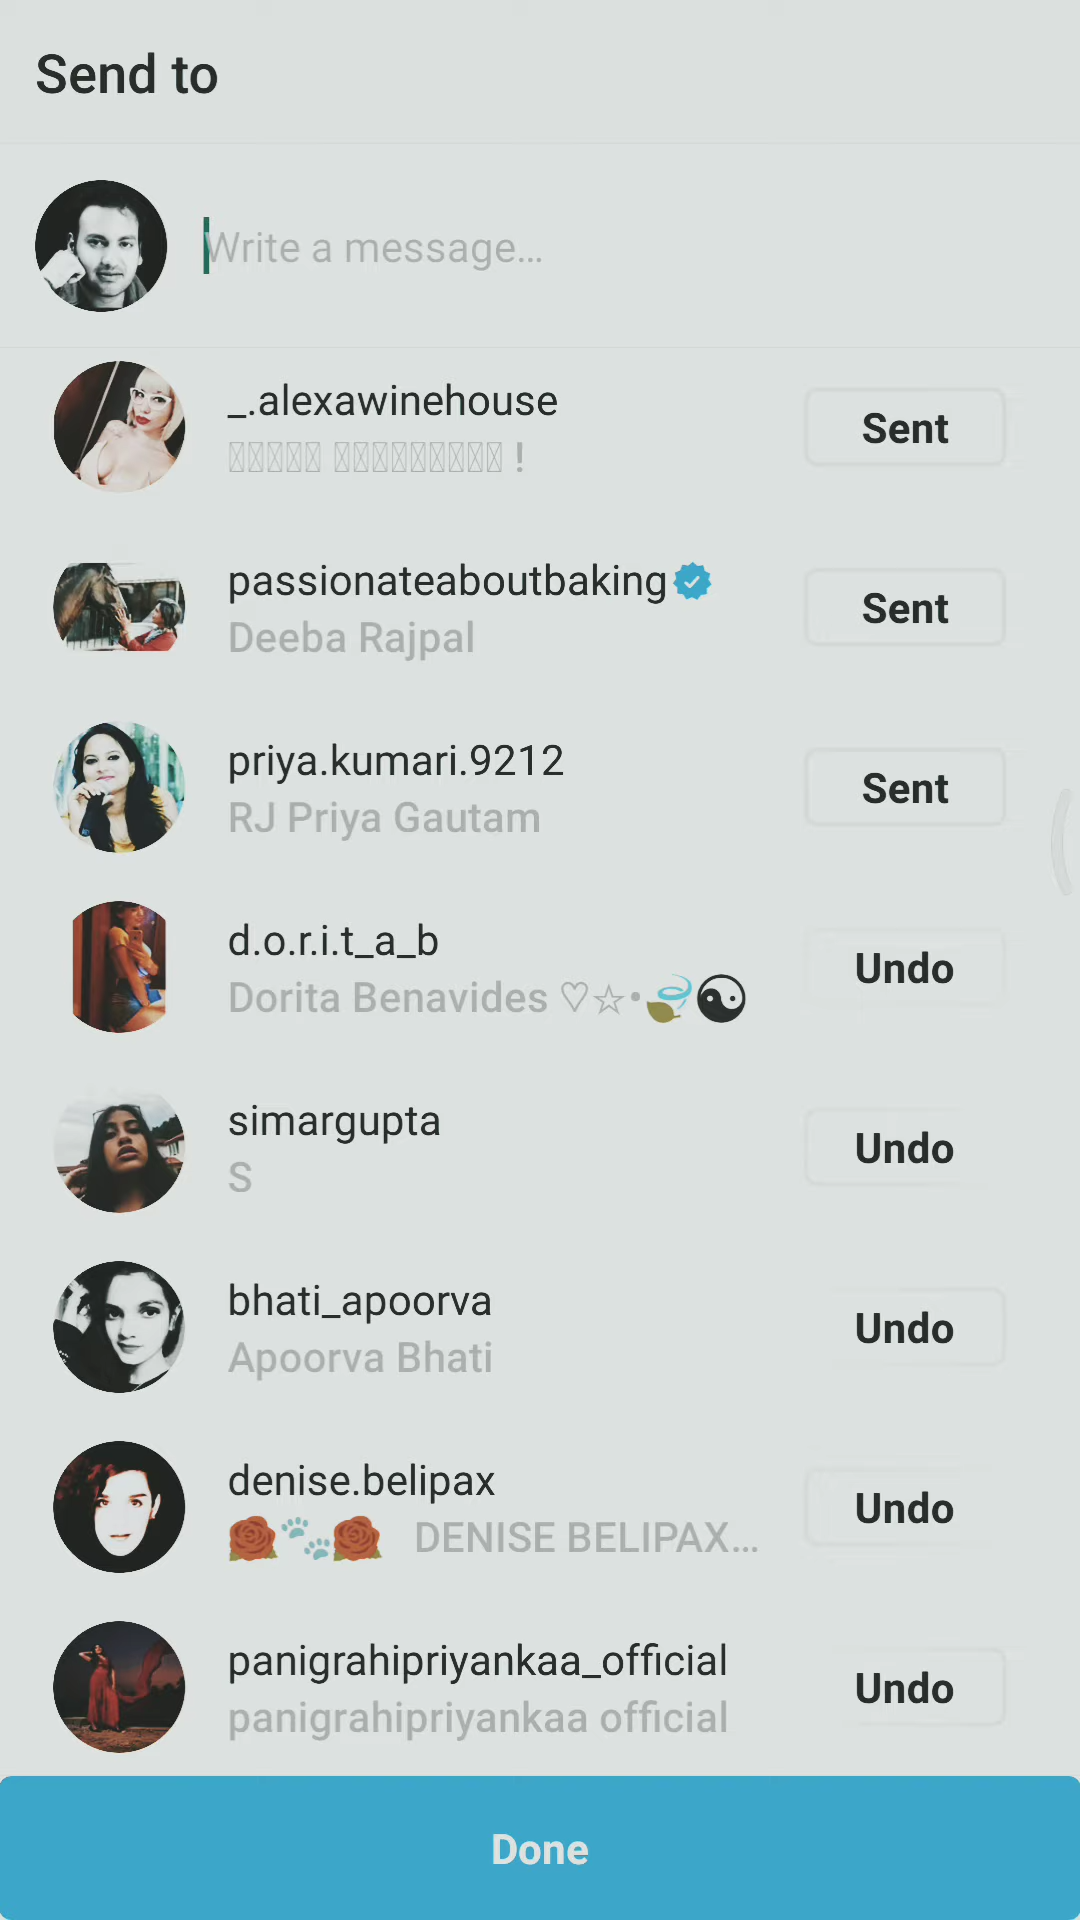 Send to
Write a message...
_.alexawinehouse
Sent
!
passionateaboutbaking
Deeba Rajpal
Sent
priya.kumari.9212
RJ Priya Gautam
Sent
d.o.r.i.t_a_b
Dorita Benavides ♡☆•🍃☯
Undo
simargupta
S
Undo
bhati_apoorva
Apoorva Bhati
Undo
denise.belipax
🌹🐾🌹 DENISE BELIPAX...
Undo
panigrahipriyankaa_official
panigrahipriyankaa official
Undo
Done